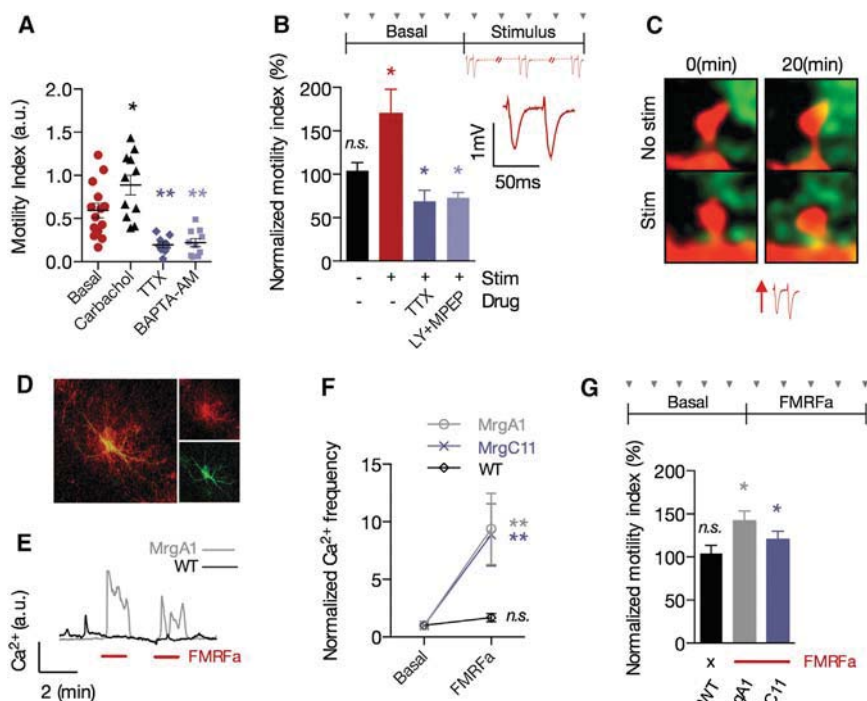 A
Motility Index (a.u.)
2.0
1.5
1.0
0.5
0.0
*
**
**
Basal
Carbachol
TTX
BAPTA-AM
B
Basal
Stimulus
Normalized motility index (%)
200
150
100
50
0
n.s.
*
*
*
1mV
50ms
- + + + Stim
- - TTX LY+MPEP Drug
C
0(min)
20(min)
No stim
Stim
D
E
MrgA1
WT
Ca2+ (a.u.)
FMRFa
2 (min)
F
MrgA1
MrgC11
WT
Normalized Ca2+ frequency
15
10
5
0
**
**
n.s.
Basal
FMRFa
G
Basal
FMRFa
Normalized motility index (%)
200
150
100
50
0
n.s.
*
*
x
FMRFa
WT
gA1
C11